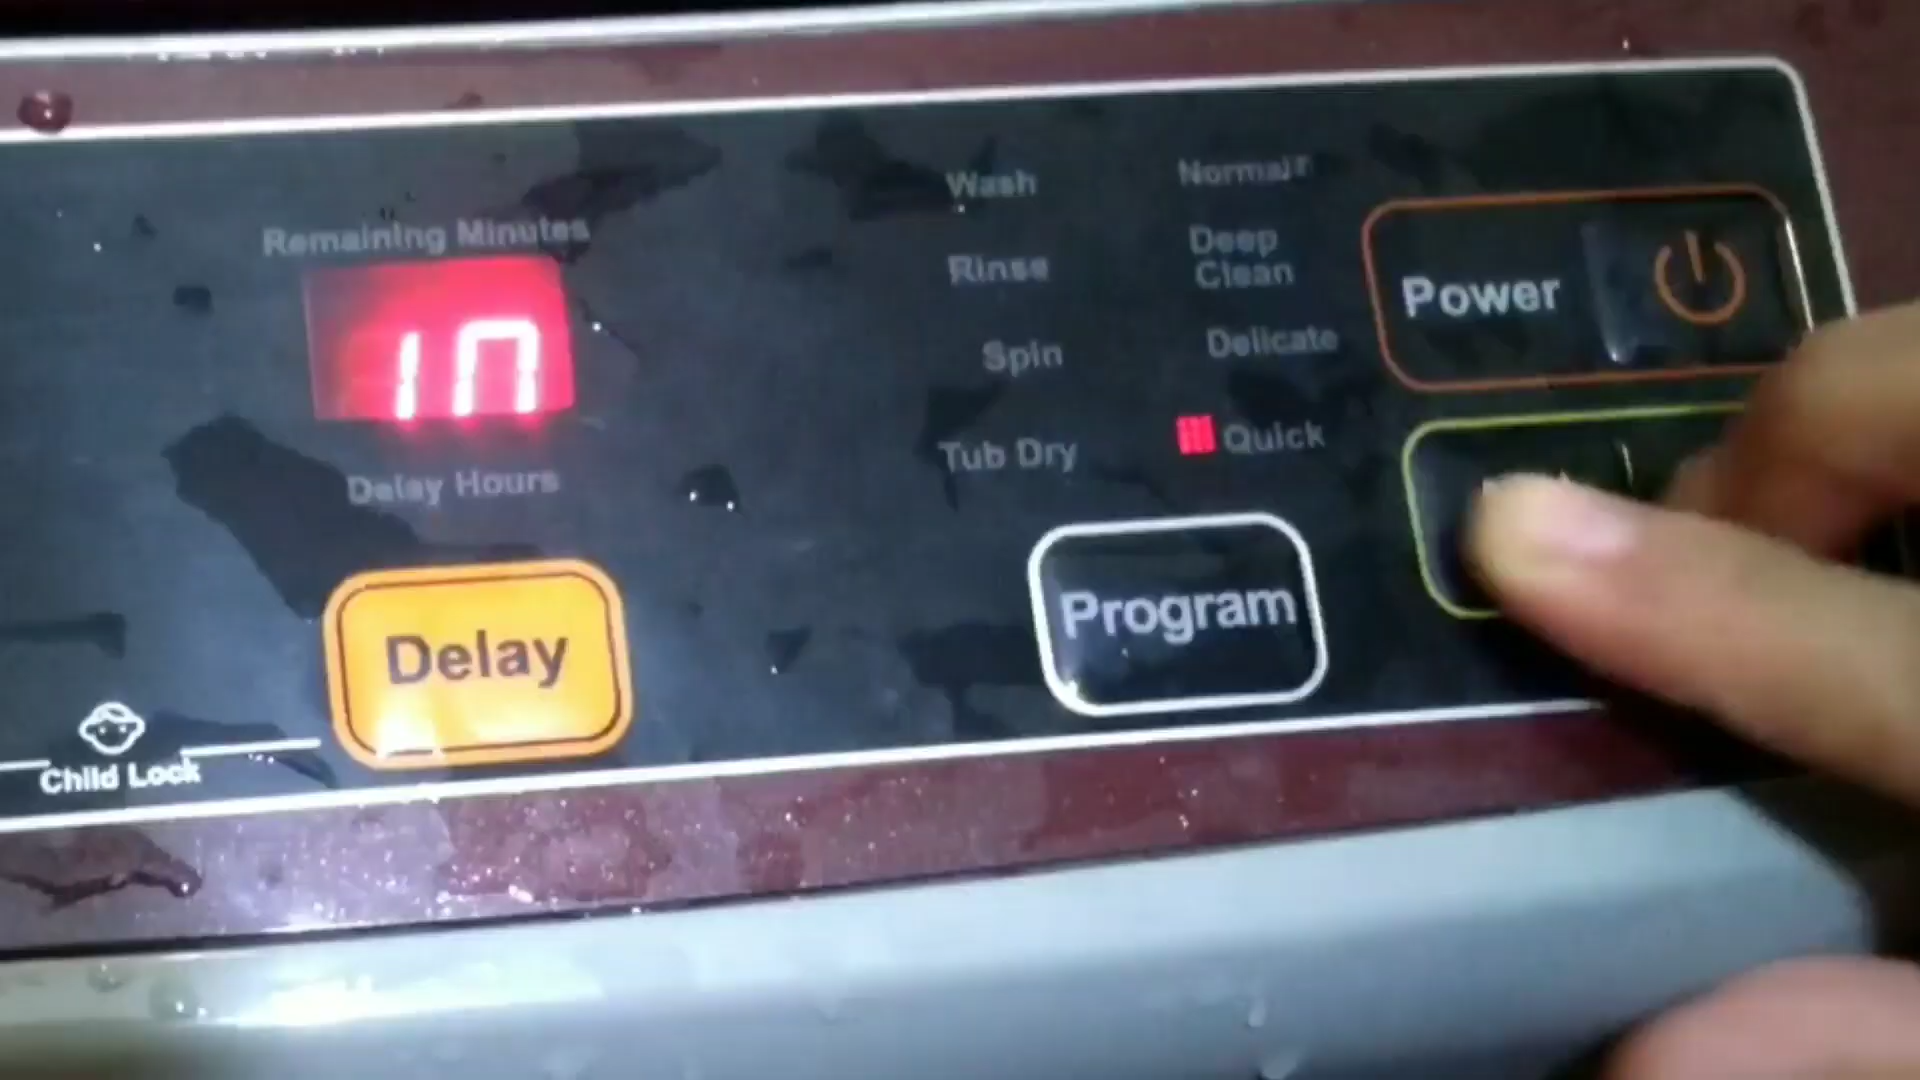 Remaining Minutes
Delay Hours
Delay
Child Lock
Wash
Rinse
Spin
Tub Dry
Normal
Deep
Clean
Delicate
Quick
Program
Power